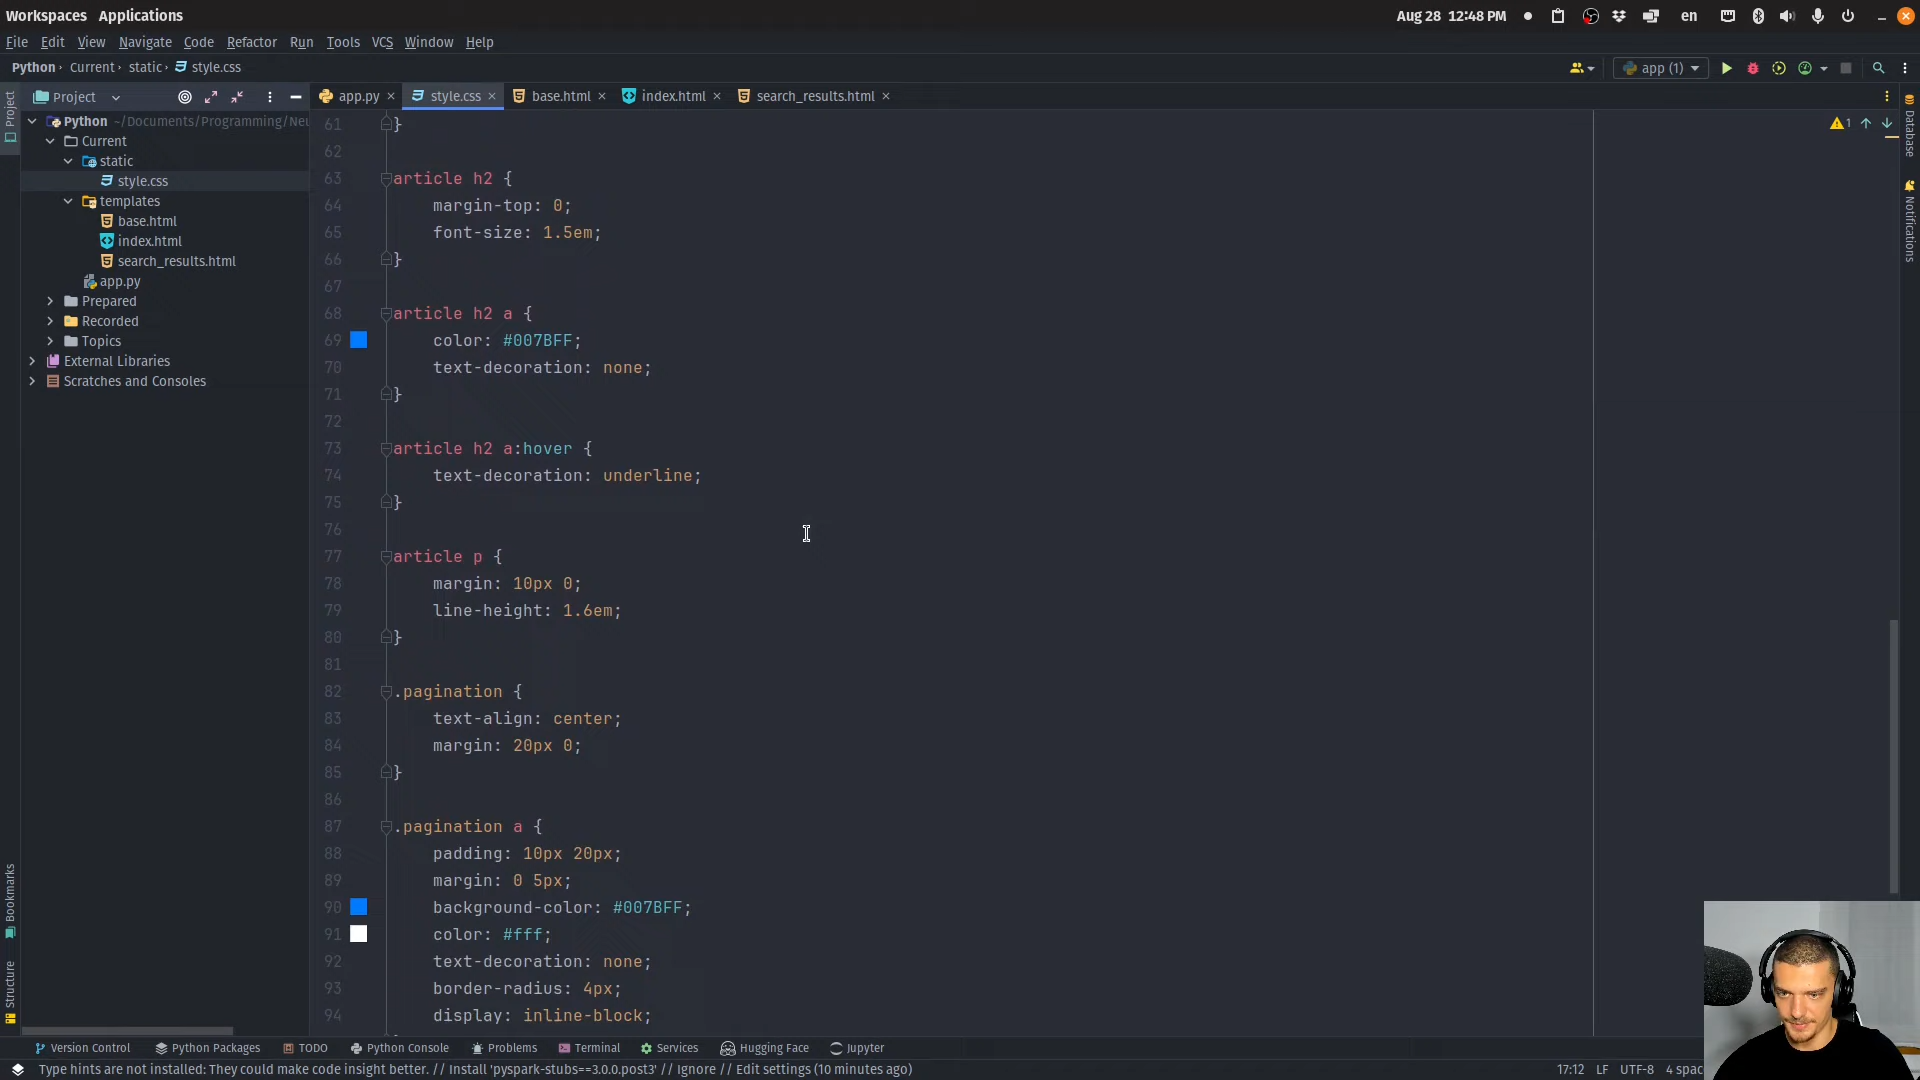 Workspaces Applications
Aug 28 12:48 PM
en
File Edit View Navigate Code Refactor Run Tools VCS Window Help
Python › Current › static › style.css
app (1)
Project
Project
app.py
style.css
base.html
index.html
search_results.html
Python ~/Documents/Programming/Neu
Current
static
style.css
templates
base.html
index.html
search_results.html
app.py
Prepared
Recorded
Topics
External Libraries
Scratches and Consoles
61 }
62
63 article h2 {
64 margin-top: 0;
65 font-size: 1.5em;
66 }
67
68 article h2 a {
69 color: #007BFF;
70 text-decoration: none;
71 }
72
73 article h2 a:hover {
74 text-decoration: underline;
75 }
76
77 article p {
78 margin: 10px 0;
79 line-height: 1.6em;
80 }
81
82 .pagination {
83 text-align: center;
84 margin: 20px 0;
85 }
86
87 .pagination a {
88 padding: 10px 20px;
89 margin: 0 5px;
90 background-color: #007BFF;
91 color: #fff;
92 text-decoration: none;
93 border-radius: 4px;
94 display: inline-block;
1
Database
Notifications
Bookmarks
Structure
Version Control Python Packages TODO Python Console Problems Terminal Services Hugging Face Jupyter
Type hints are not installed: They could make code insight better. // Install 'pyspark-stubs==3.0.0.post3' // Ignore // Edit settings (10 minutes ago)
17:12 LF UTF-8 4 spac